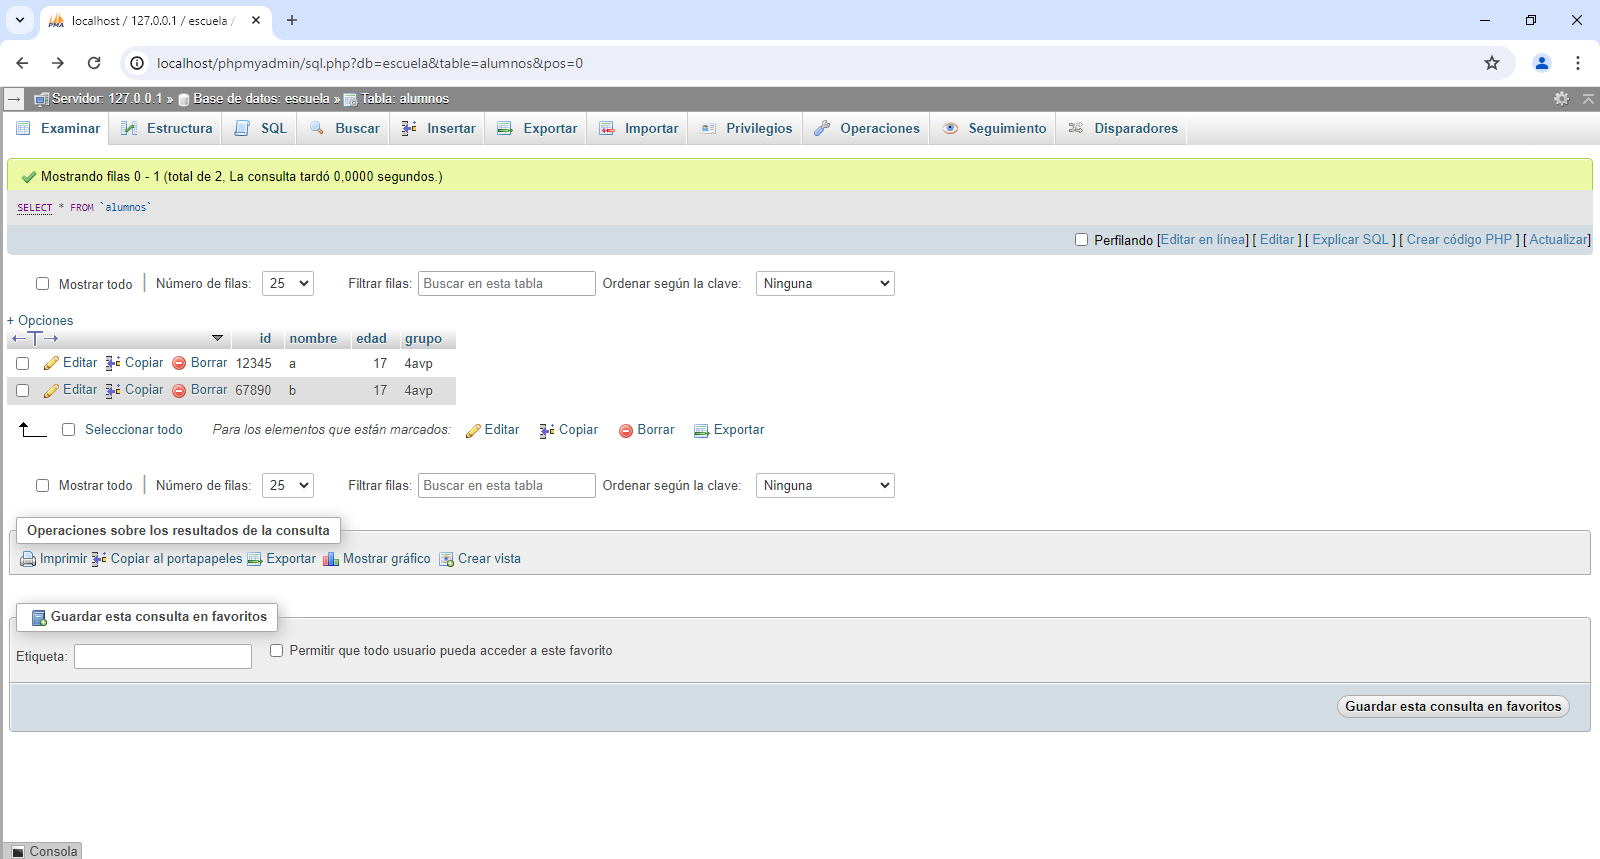 localhost / 127.0.0.1 / escuela /
localhost/phpmyadmin/sql.php?db=escuela&table=alumnos&pos=0
Servidor: 127.0.0.1 » Base de datos: escuela » Tabla: alumnos
Examinar Estructura SQL Buscar Insertar Exportar Importar Privilegios Operaciones Seguimiento Disparadores
Mostrando filas 0 - 1 (total de 2, La consulta tardó 0,0000 segundos.)
SELECT * FROM `alumnos`
Perfilando [Editar en línea] [ Editar ] [ Explicar SQL ] [ Crear código PHP ] [ Actualizar]
Mostrar todo Número de filas: 25 Filtrar filas: Buscar en esta tabla Ordenar según la clave: Ninguna
+ Opciones
←T→ id nombre edad grupo
Editar Copiar Borrar 12345 a 17 4avp
Editar Copiar Borrar 67890 b 17 4avp
Seleccionar todo Para los elementos que están marcados: Editar Copiar Borrar Exportar
Mostrar todo Número de filas: 25 Filtrar filas: Buscar en esta tabla Ordenar según la clave: Ninguna
Operaciones sobre los resultados de la consulta
Imprimir Copiar al portapapeles Exportar Mostrar gráfico Crear vista
Guardar esta consulta en favoritos
Etiqueta: Permitir que todo usuario pueda acceder a este favorito
Guardar esta consulta en favoritos
Consola